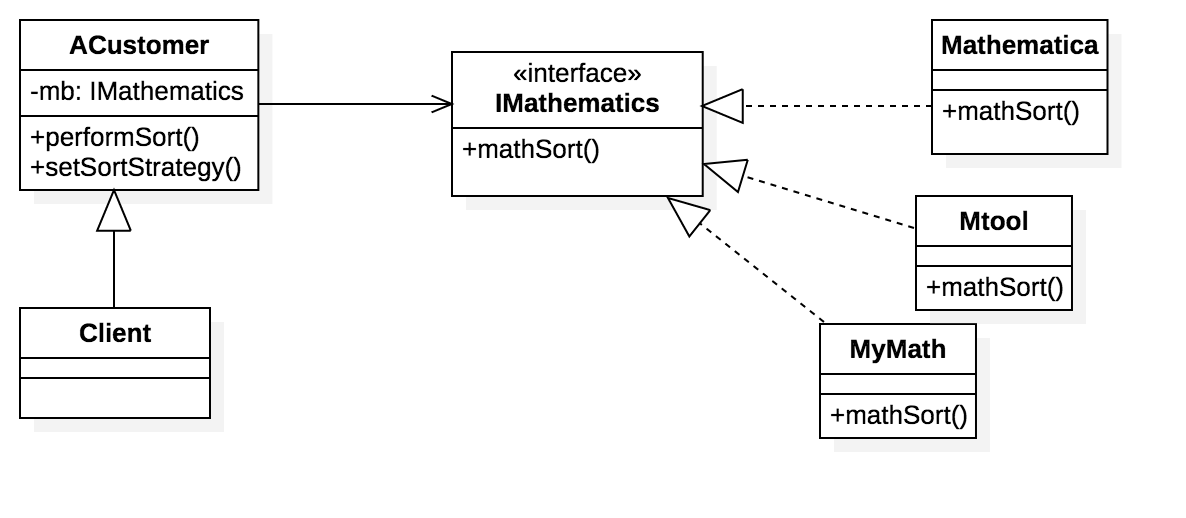 ACustomer
-mb: IMathematics
+performSort()
+setSortStrategy()
Client
«interface»
IMathematics
+mathSort()
Mathematica
+mathSort()
Mtool
+mathSort()
MyMath
+mathSort()